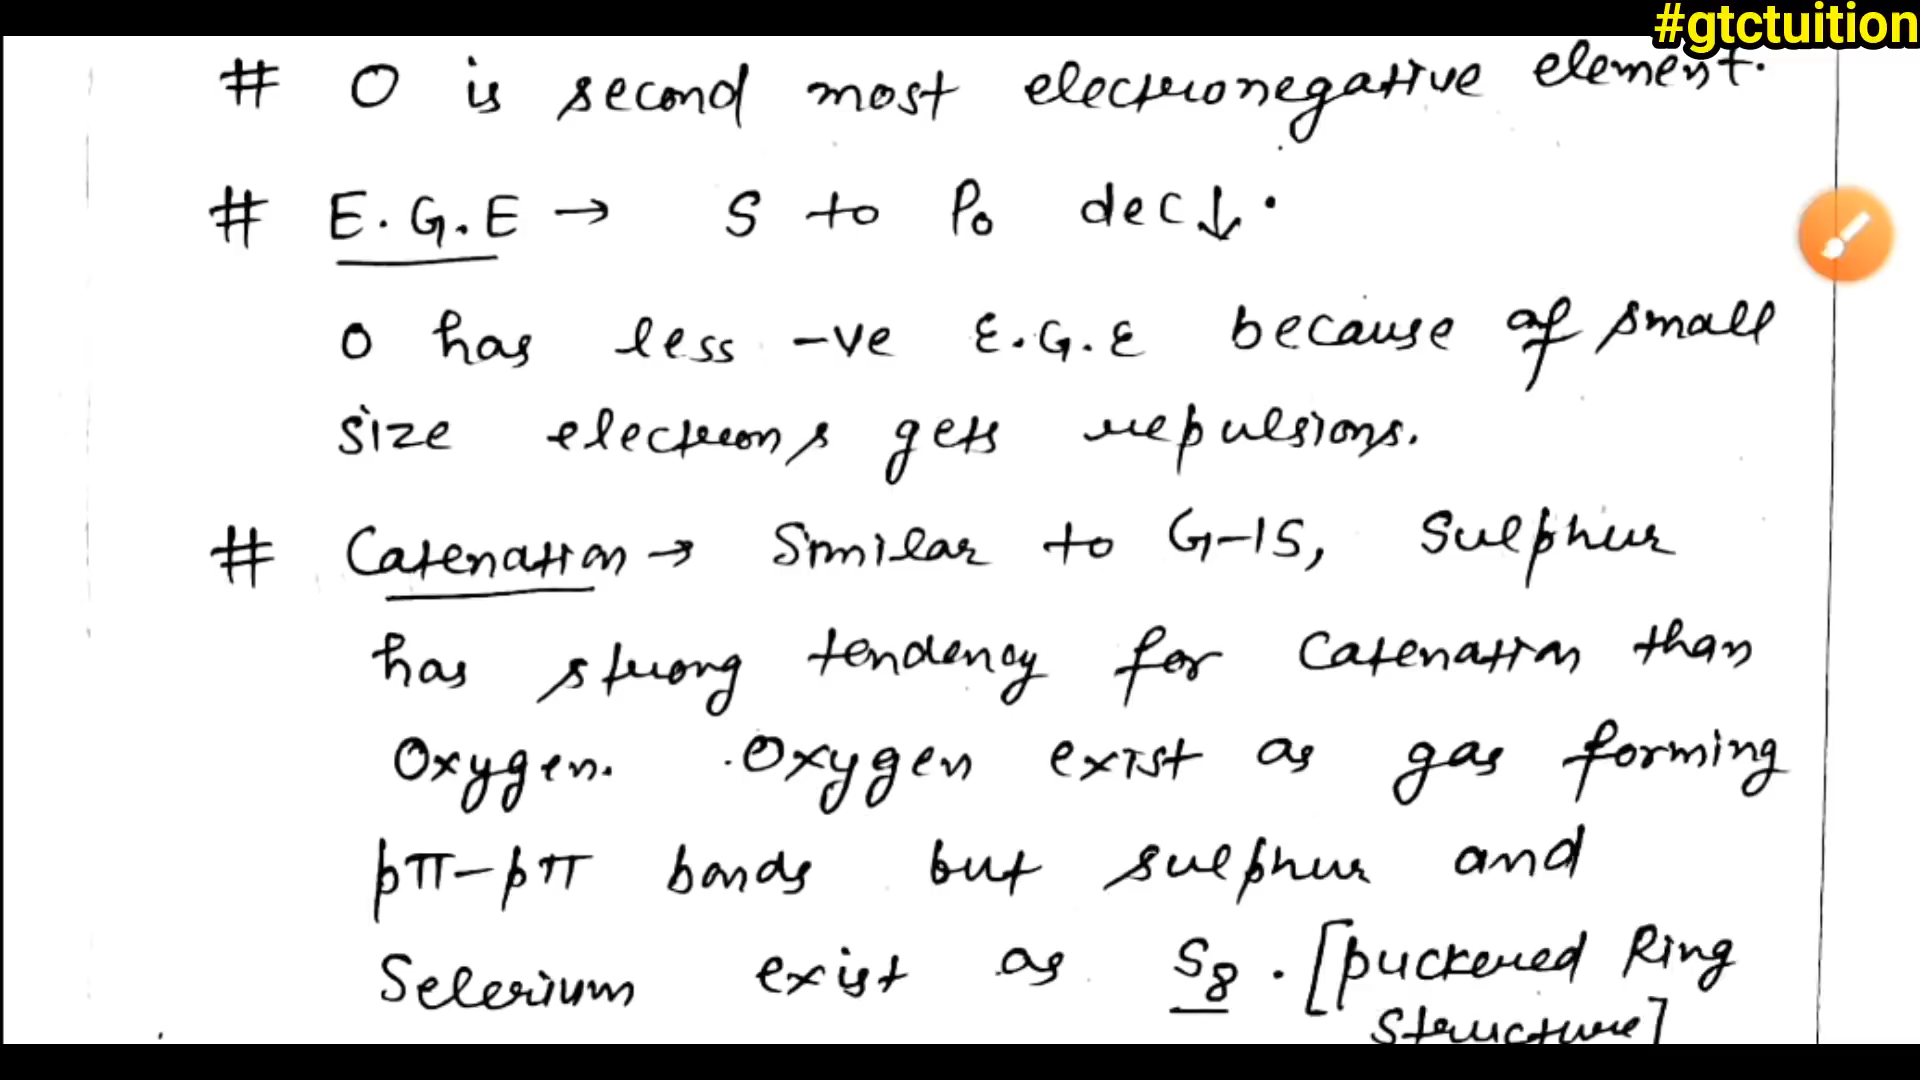 #gtctuition
# O is second most electronegative element.
# E.G.E → S to Po dec↓.
O has less -ve E.G.E because of small
size electrons gets repulsions.
# Catenation → Similar to G-15, Sulphur
has strong tendency for Catenation than
Oxygen. Oxygen exist as gas forming
pπ-pπ bonds but sulphur and
Selerium exist as S8. [puckered Ring
structure]